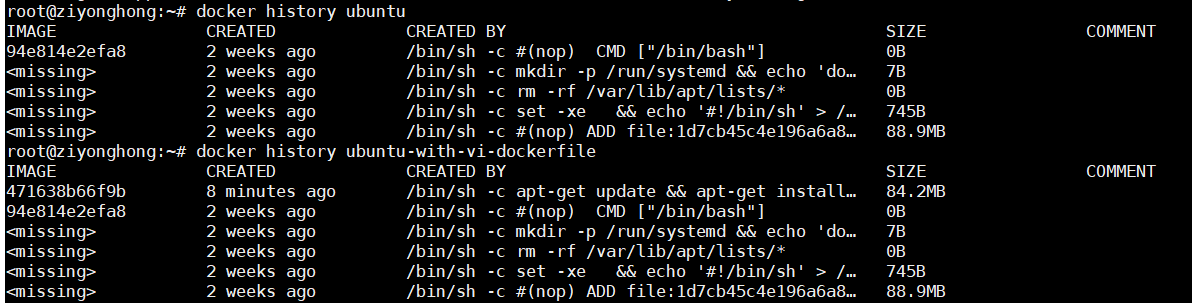 root@ziyonghong:~# docker history ubuntu
IMAGE CREATED CREATED BY SIZE COMMENT
94e814e2efa8 2 weeks ago /bin/sh -c #(nop)  CMD ["/bin/bash"] 0B
<missing> 2 weeks ago /bin/sh -c mkdir -p /run/systemd && echo 'do… 7B
<missing> 2 weeks ago /bin/sh -c rm -rf /var/lib/apt/lists/* 0B
<missing> 2 weeks ago /bin/sh -c set -xe   && echo '#!/bin/sh' > /… 745B
<missing> 2 weeks ago /bin/sh -c #(nop) ADD file:1d7cb45c4e196a6a8… 88.9MB
root@ziyonghong:~# docker history ubuntu-with-vi-dockerfile
IMAGE CREATED CREATED BY SIZE COMMENT
471638b66f9b 8 minutes ago /bin/sh -c apt-get update && apt-get install… 84.2MB
94e814e2efa8 2 weeks ago /bin/sh -c #(nop)  CMD ["/bin/bash"] 0B
<missing> 2 weeks ago /bin/sh -c mkdir -p /run/systemd && echo 'do… 7B
<missing> 2 weeks ago /bin/sh -c rm -rf /var/lib/apt/lists/* 0B
<missing> 2 weeks ago /bin/sh -c set -xe   && echo '#!/bin/sh' > /… 745B
<missing> 2 weeks ago /bin/sh -c #(nop) ADD file:1d7cb45c4e196a6a8… 88.9MB